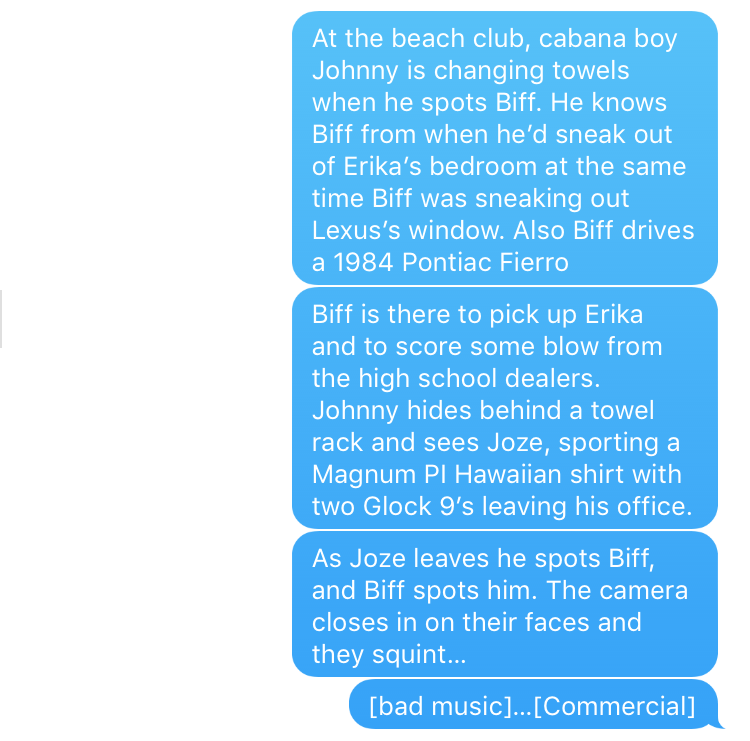 At the beach club, cabana boy
Johnny is changing towels
when he spots Biff. He knows
Biff from when he’d sneak out
of Erika’s bedroom at the same
time Biff was sneaking out
Lexus’s window. Also Biff drives
a 1984 Pontiac Fierro
Biff is there to pick up Erika
and to score some blow from
the high school dealers.
Johnny hides behind a towel
rack and sees Joze, sporting a
Magnum PI Hawaiian shirt with
two Glock 9’s leaving his office.
As Joze leaves he spots Biff,
and Biff spots him. The camera
closes in on their faces and
they squint...
[bad music]...[Commercial]